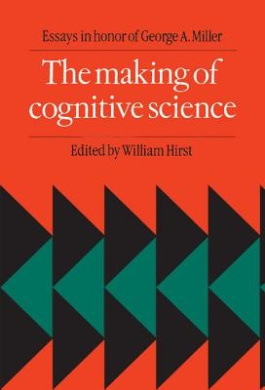 Essays in honor of George A. Miller
The making of
cognitive science
Edited by William Hirst